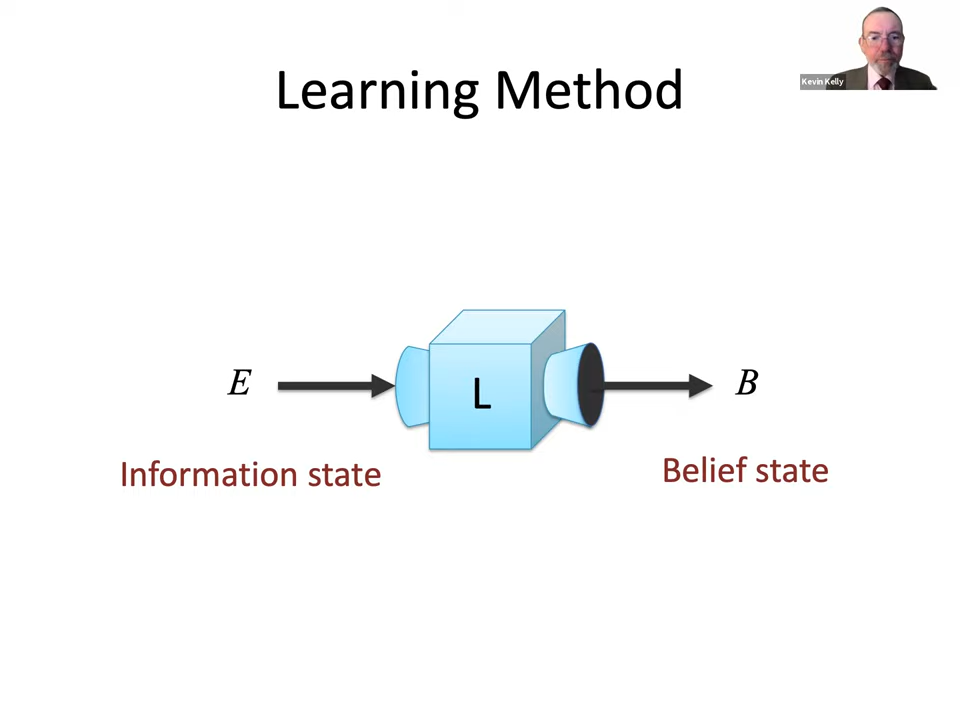 Learning Method
Kevin Kelly
E
L
B
Information state
Belief state